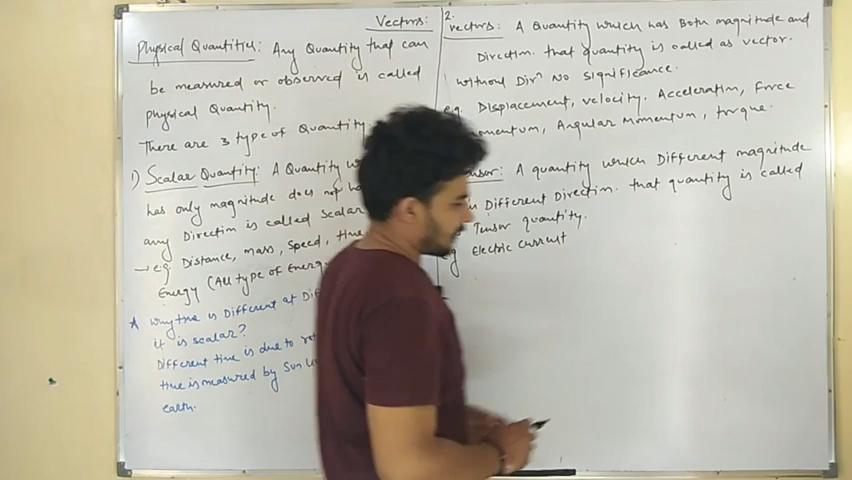 Vectors:
Physical Quantities: Any Quantity that can
be measured or observed is called
physical Quantity.
There are 3 type of Quantity
1) Scalar Quantity: A Quantity
has only magnitude does not
any Direction is called Scalar
→ eg Distance, mass, Speed, time
Energy (All type of Energy
* Why time is Different at
it is scalar?
Different time is due to
time is measured by Sun
earth.
2.
Vectors: A Quantity which has Both magnitude and
Direction. that quantity is called as vector.
without Dirⁿ No significance.
eg. Displacement, velocity, Acceleration, Force
Momentum, Angular Momentum, torque.
: A quantity which Different magnitude
Different Direction. that quantity is called
Tensor quantity.
eg Electric current